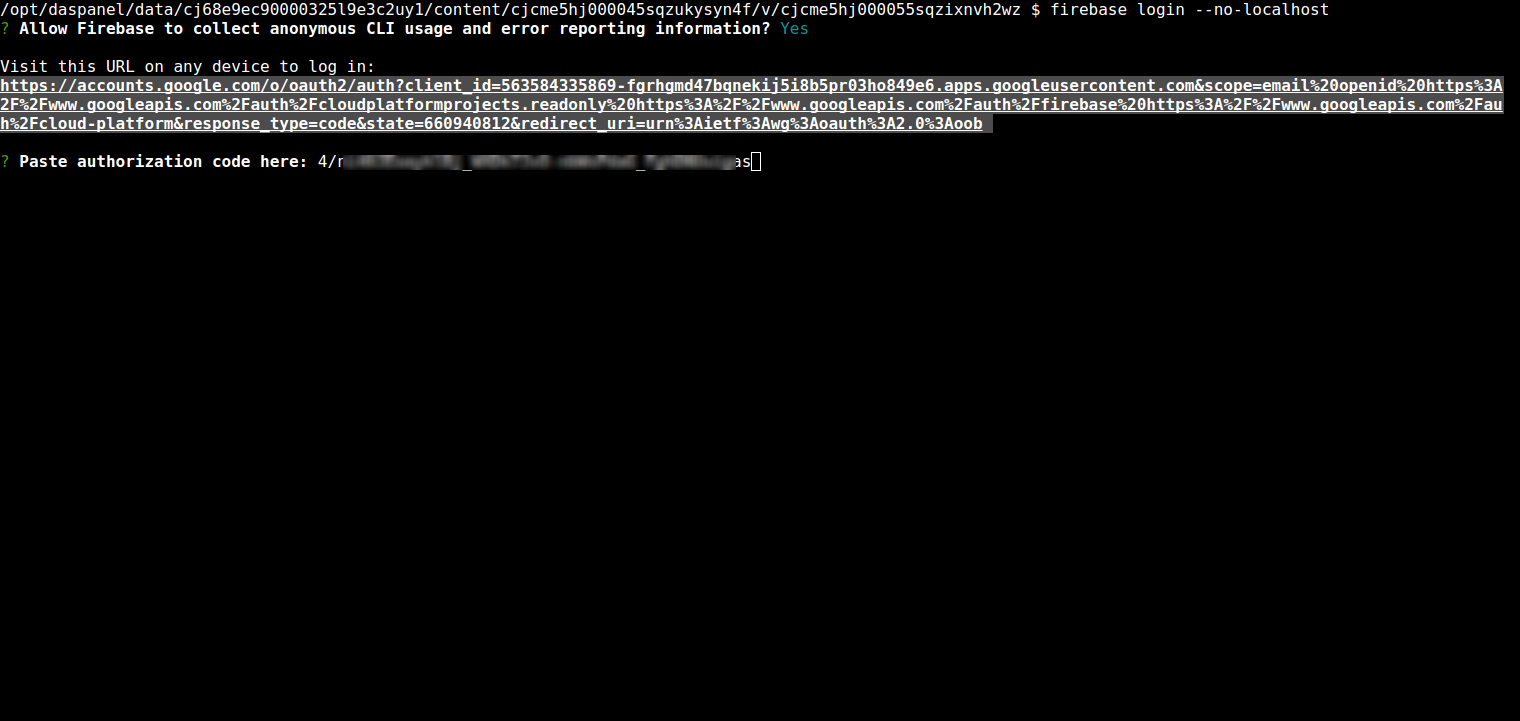 /opt/daspanel/data/cj68e9ec90000325l9e3c2uy1/content/cjcme5hj000045sqzukysyn4f/v/cjcme5hj000055sqzixnvh2wz $ firebase login --no-localhost
? Allow Firebase to collect anonymous CLI usage and error reporting information? Yes
Visit this URL on any device to log in:
https://accounts.google.com/o/oauth2/auth?client_id=563584335869-fgrhgmd47bqnekij5i8b5pr03ho849e6.apps.googleusercontent.com&scope=email%20openid%20https%3A
2F%2Fwww.googleapis.com%2Fauth%2Fcloudplatformprojects.readonly%20https%3A%2F%2Fwww.googleapis.com%2Fauth%2Ffirebase%20https%3A%2F%2Fwww.googleapis.com%2Fau
h%2Fcloud-platform&response_type=code&state=660940812&redirect_uri=urn%3Aietf%3Awg%3Aoauth%3A2.0%3Aoob
? Paste authorization code here: